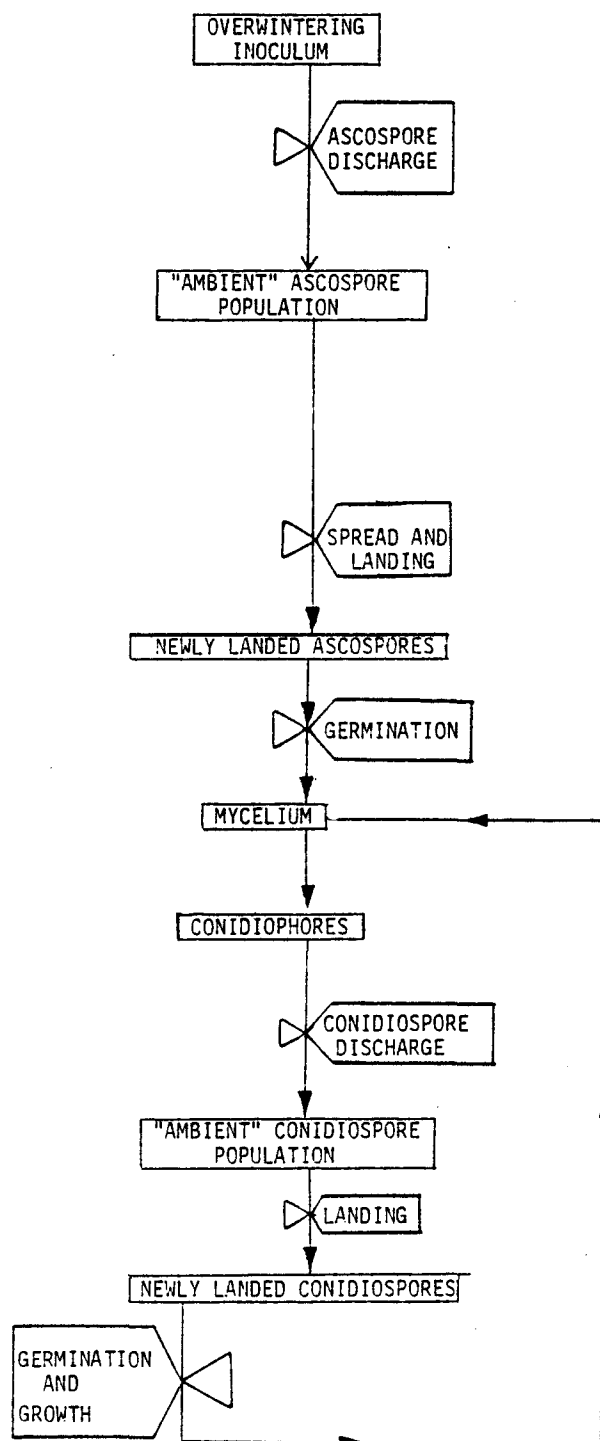 OVERWINTERING
INOCULUM
ASCOSPORE
DISCHARGE
"AMBIENT" ASCOSPORE
POPULATION
SPREAD AND
LANDING
NEWLY LANDED ASCOSPORES
GERMINATION
MYCELIUM
CONIDIOPHORES
CONIDIOSPORE
DISCHARGE
"AMBIENT" CONIDIOSPORE
POPULATION
LANDING
NEWLY LANDED CONIDIOSPORES
GERMINATION
AND
GROWTH